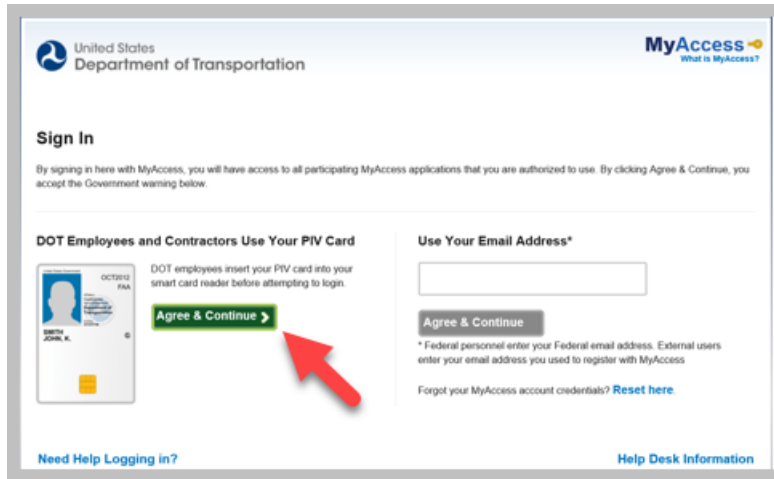 United States
Department of Transportation
MyAccess
What is MyAccess?
Sign In
By signing in here with MyAccess, you will have access to all participating MyAccess applications that you are authorized to use. By clicking Agree & Continue, you
accept the Government warning below.
DOT Employees and Contractors Use Your PIV Card
OCT2012
FAA
SMITH
JOHN, K.
G
DOT employees insert your PIV card into your
smart card reader before attempting to login.
Agree & Continue
Use Your Email Address*
Agree & Continue
* Federal personnel enter your Federal email address. External users
enter your email address you used to register with MyAccess
Forgot your MyAccess account credentials? Reset here.
Need Help Logging in?
Help Desk Information